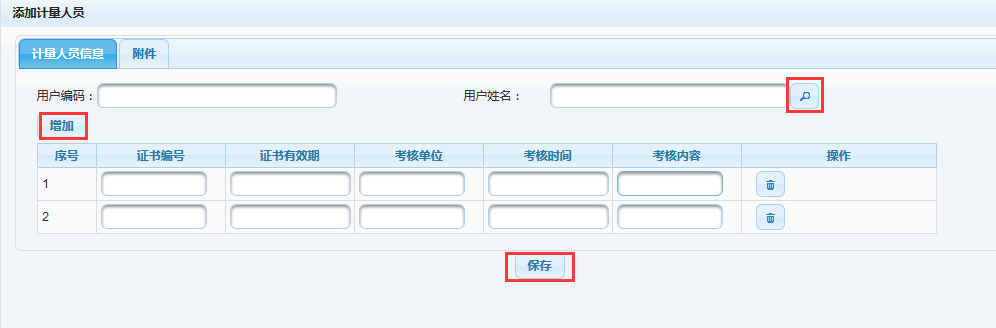 添加计量人员
计量人员信息 附件
用户编码： 用户姓名：
增加
序号 证书编号 证书有效期 考核单位 考核时间 考核内容 操作
1
2
保存